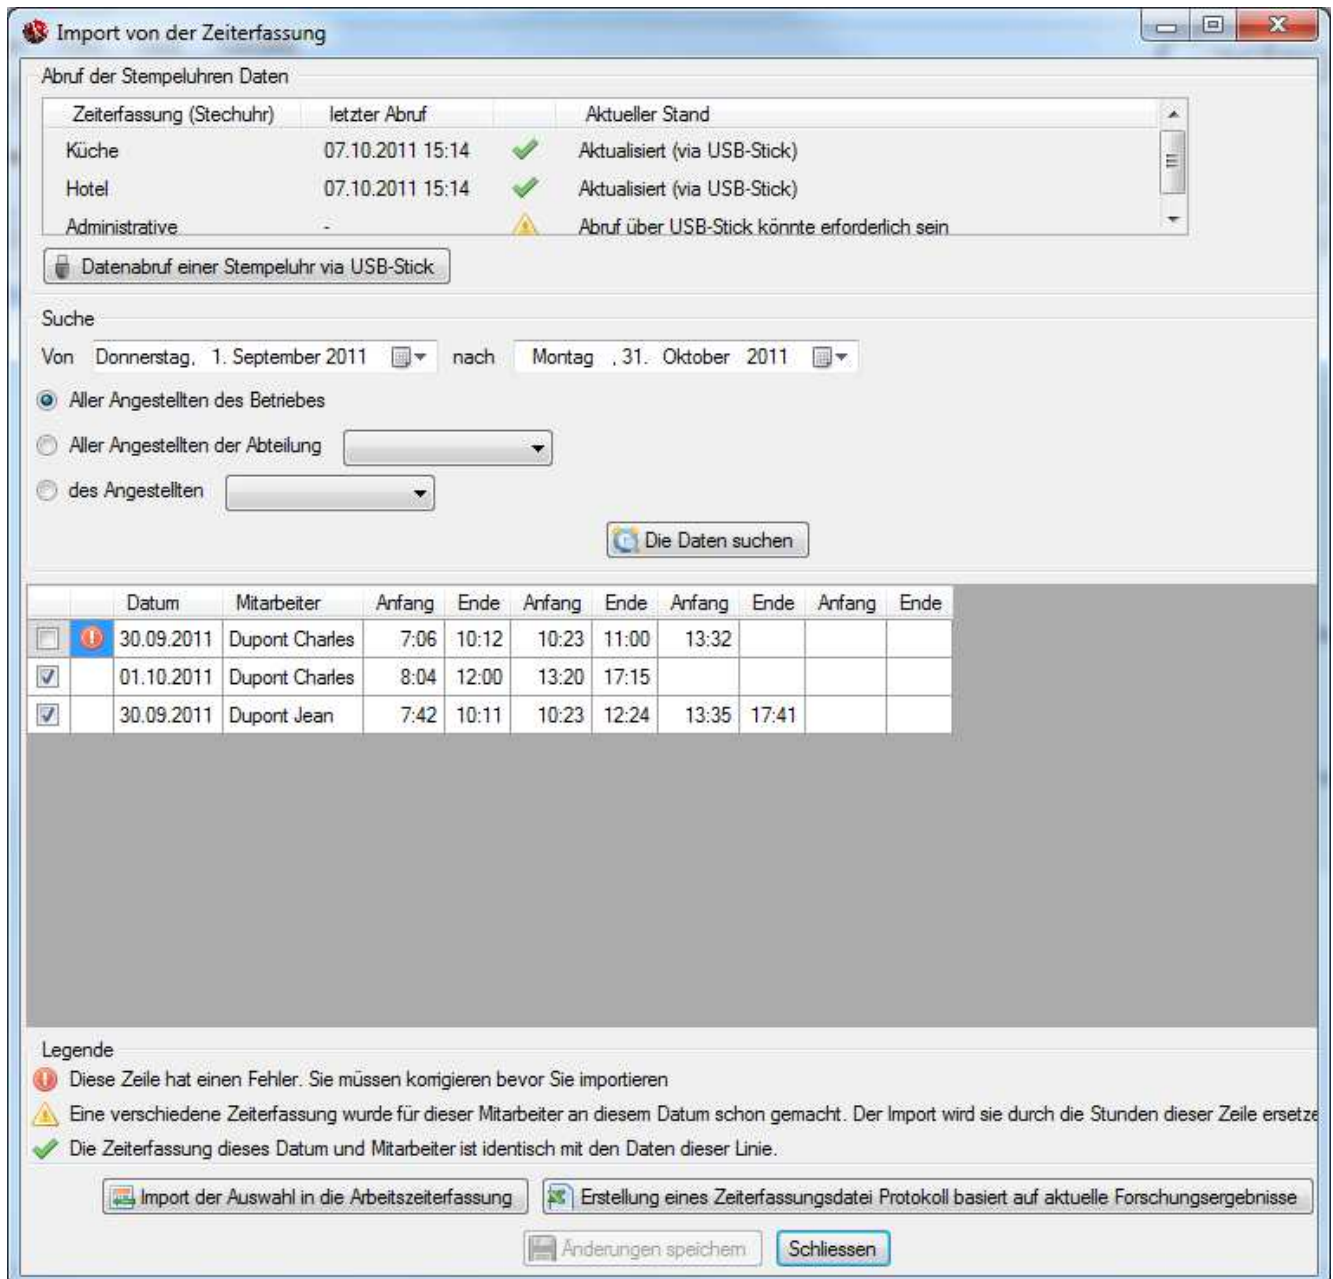 Import von der Zeiterfassung
Abruf der Stempeluhren Daten
Zeiterfassung (Stechuhr) letzter Abruf Aktueller Stand
Küche 07.10.2011 15:14 Aktualisiert (via USB-Stick)
Hotel 07.10.2011 15:14 Aktualisiert (via USB-Stick)
Administrative - Abruf über USB-Stick könnte erforderlich sein
Datenabruf einer Stempeluhr via USB-Stick
Suche
Von Donnerstag, 1. September 2011 nach Montag , 31. Oktober 2011
Aller Angestellten des Betriebes
Aller Angestellten der Abteilung
des Angestellten
Die Daten suchen
Datum Mitarbeiter Anfang Ende Anfang Ende Anfang Ende Anfang Ende
30.09.2011 Dupont Charles 7:06 10:12 10:23 11:00 13:32
01.10.2011 Dupont Charles 8:04 12:00 13:20 17:15
30.09.2011 Dupont Jean 7:42 10:11 10:23 12:24 13:35 17:41
Legende
Diese Zeile hat einen Fehler. Sie müssen korrigieren bevor Sie importieren
Eine verschiedene Zeiterfassung wurde für dieser Mitarbeiter an diesem Datum schon gemacht. Der Import wird sie durch die Stunden dieser Zeile ersetze
Die Zeiterfassung dieses Datum und Mitarbeiter ist identisch mit den Daten dieser Linie.
Import der Auswahl in die Arbeitszeiterfassung Erstellung eines Zeiterfassungsdatei Protokoll basiert auf aktuelle Forschungsergebnisse
Änderungen speichern Schliessen